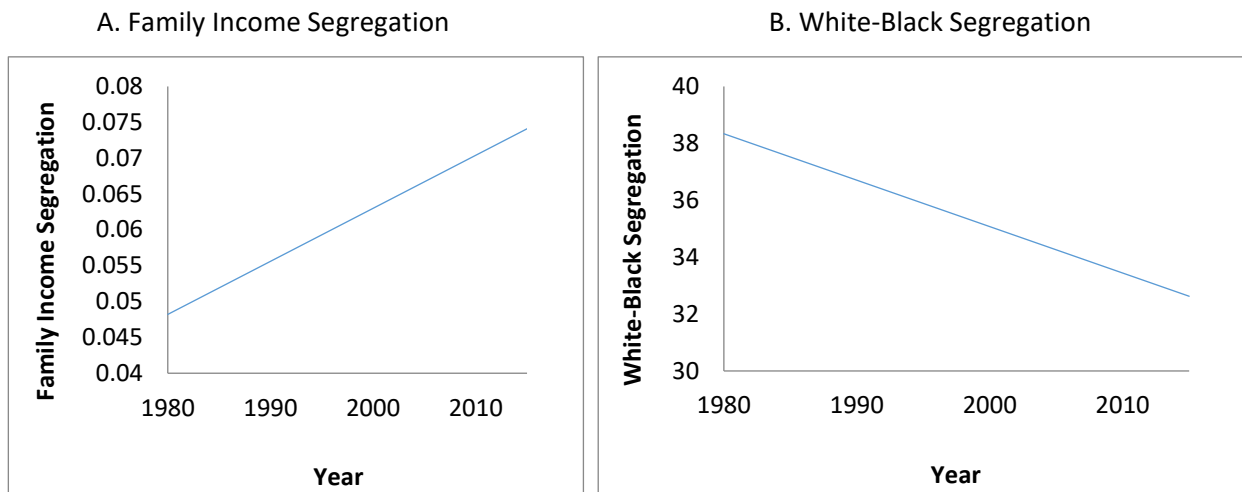 A. Family Income Segregation
Family Income Segregation
0.08
0.075
0.07
0.065
0.06
0.055
0.05
0.045
0.04
1980 1990 2000 2010
Year
B. White-Black Segregation
White-Black Segregation
40
38
36
34
32
30
1980 1990 2000 2010
Year